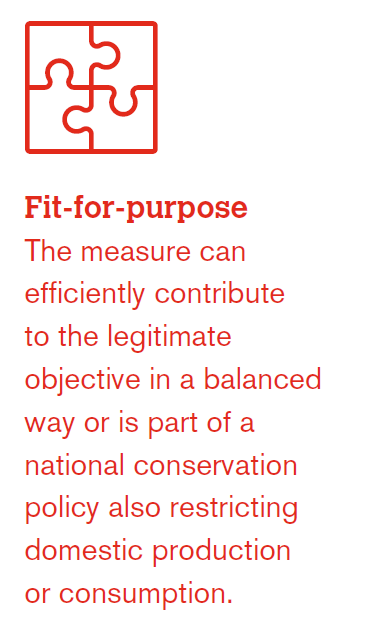 Fit-for-purpose
The measure can
efficiently contribute
to the legitimate
objective in a balanced
way or is part of a
national conservation
policy also restricting
domestic production
or consumption.